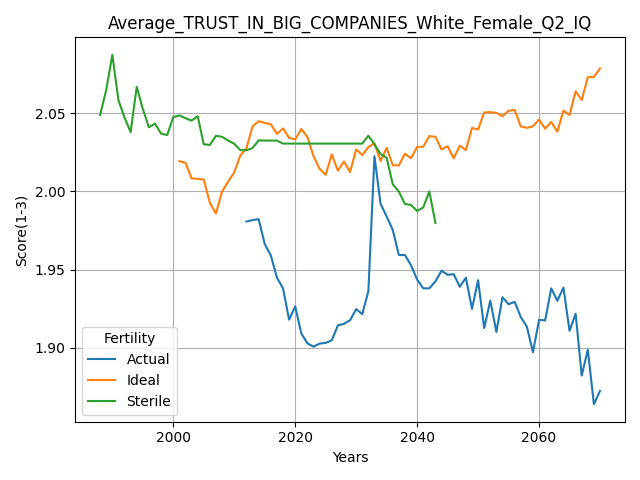 Average_TRUST_IN_BIG_COMPANIES_White_Female_Q2_IQ
Score(1-3)
2.05
2.00
1.95
1.90
Fertility
Actual
Ideal
Sterile
2000
2020
2040
2060
Years